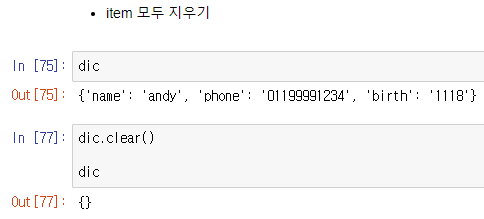 • item 모두 지우기
In [75]: dic
Out[75]: {'name': 'andy', 'phone': '01199991234', 'birth': '1118'}
In [77]: dic.clear()
dic
Out[77]: {}